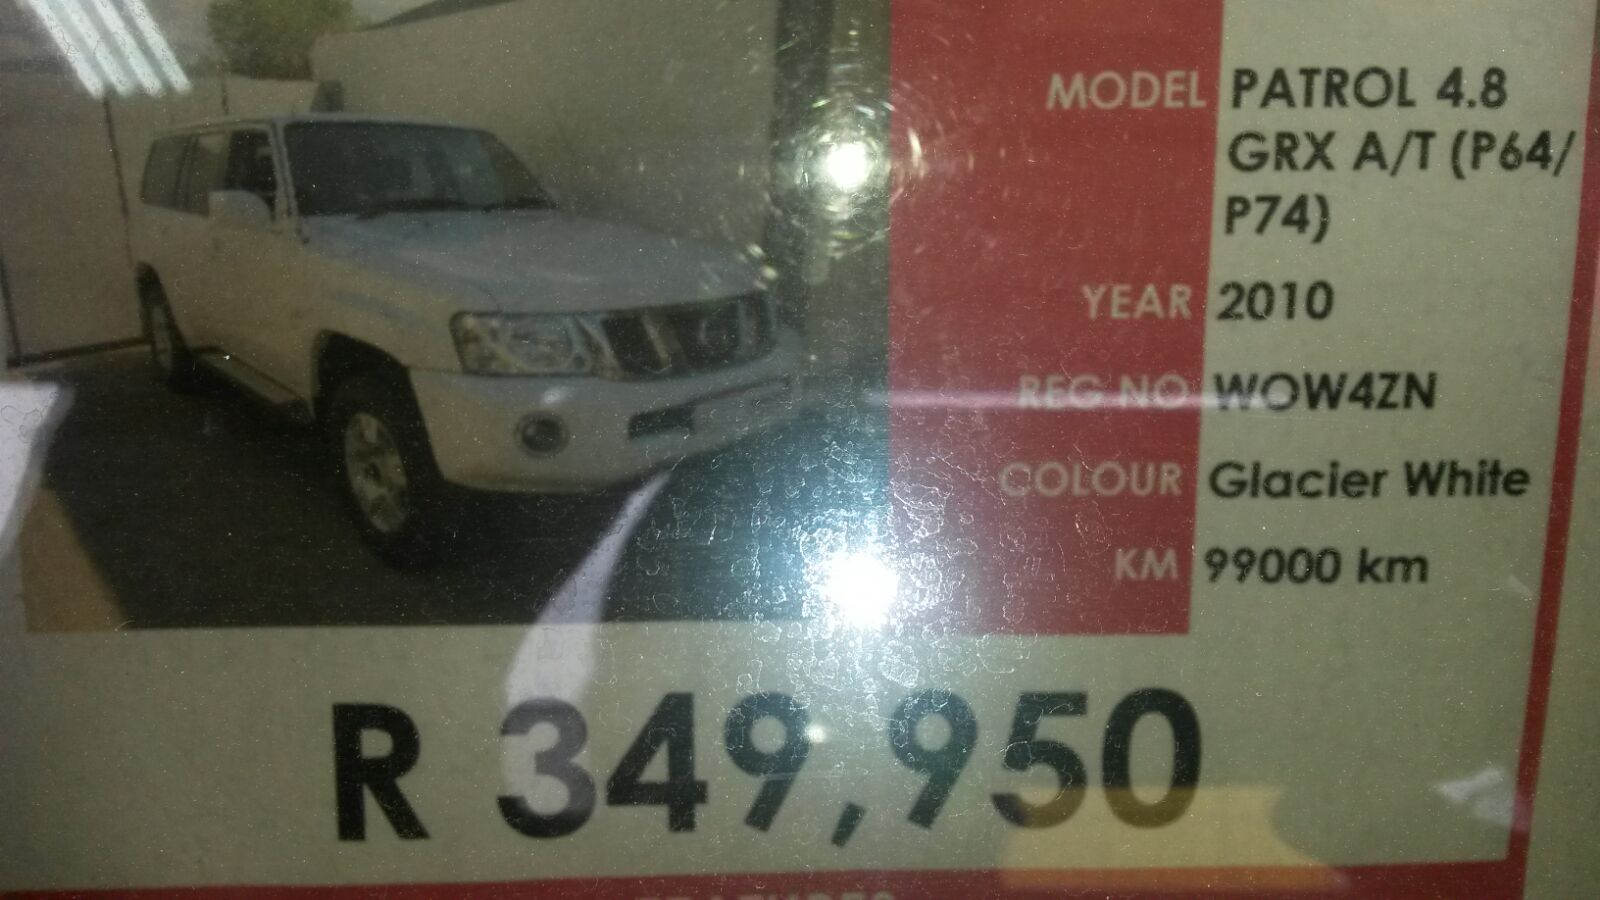 MODEL PATROL 4.8
GRX A/T (P64/
P74)
YEAR 2010
REG NO WOW4ZN
COLOUR Glacier White
KM 99000 km
R 349,950
FEATURES